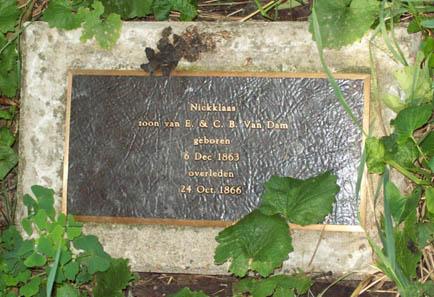 Nickklaas
zoon van E. & C. B. Van Dam
geboren
6 Dec 1863
overleden
24 Oct. 1866